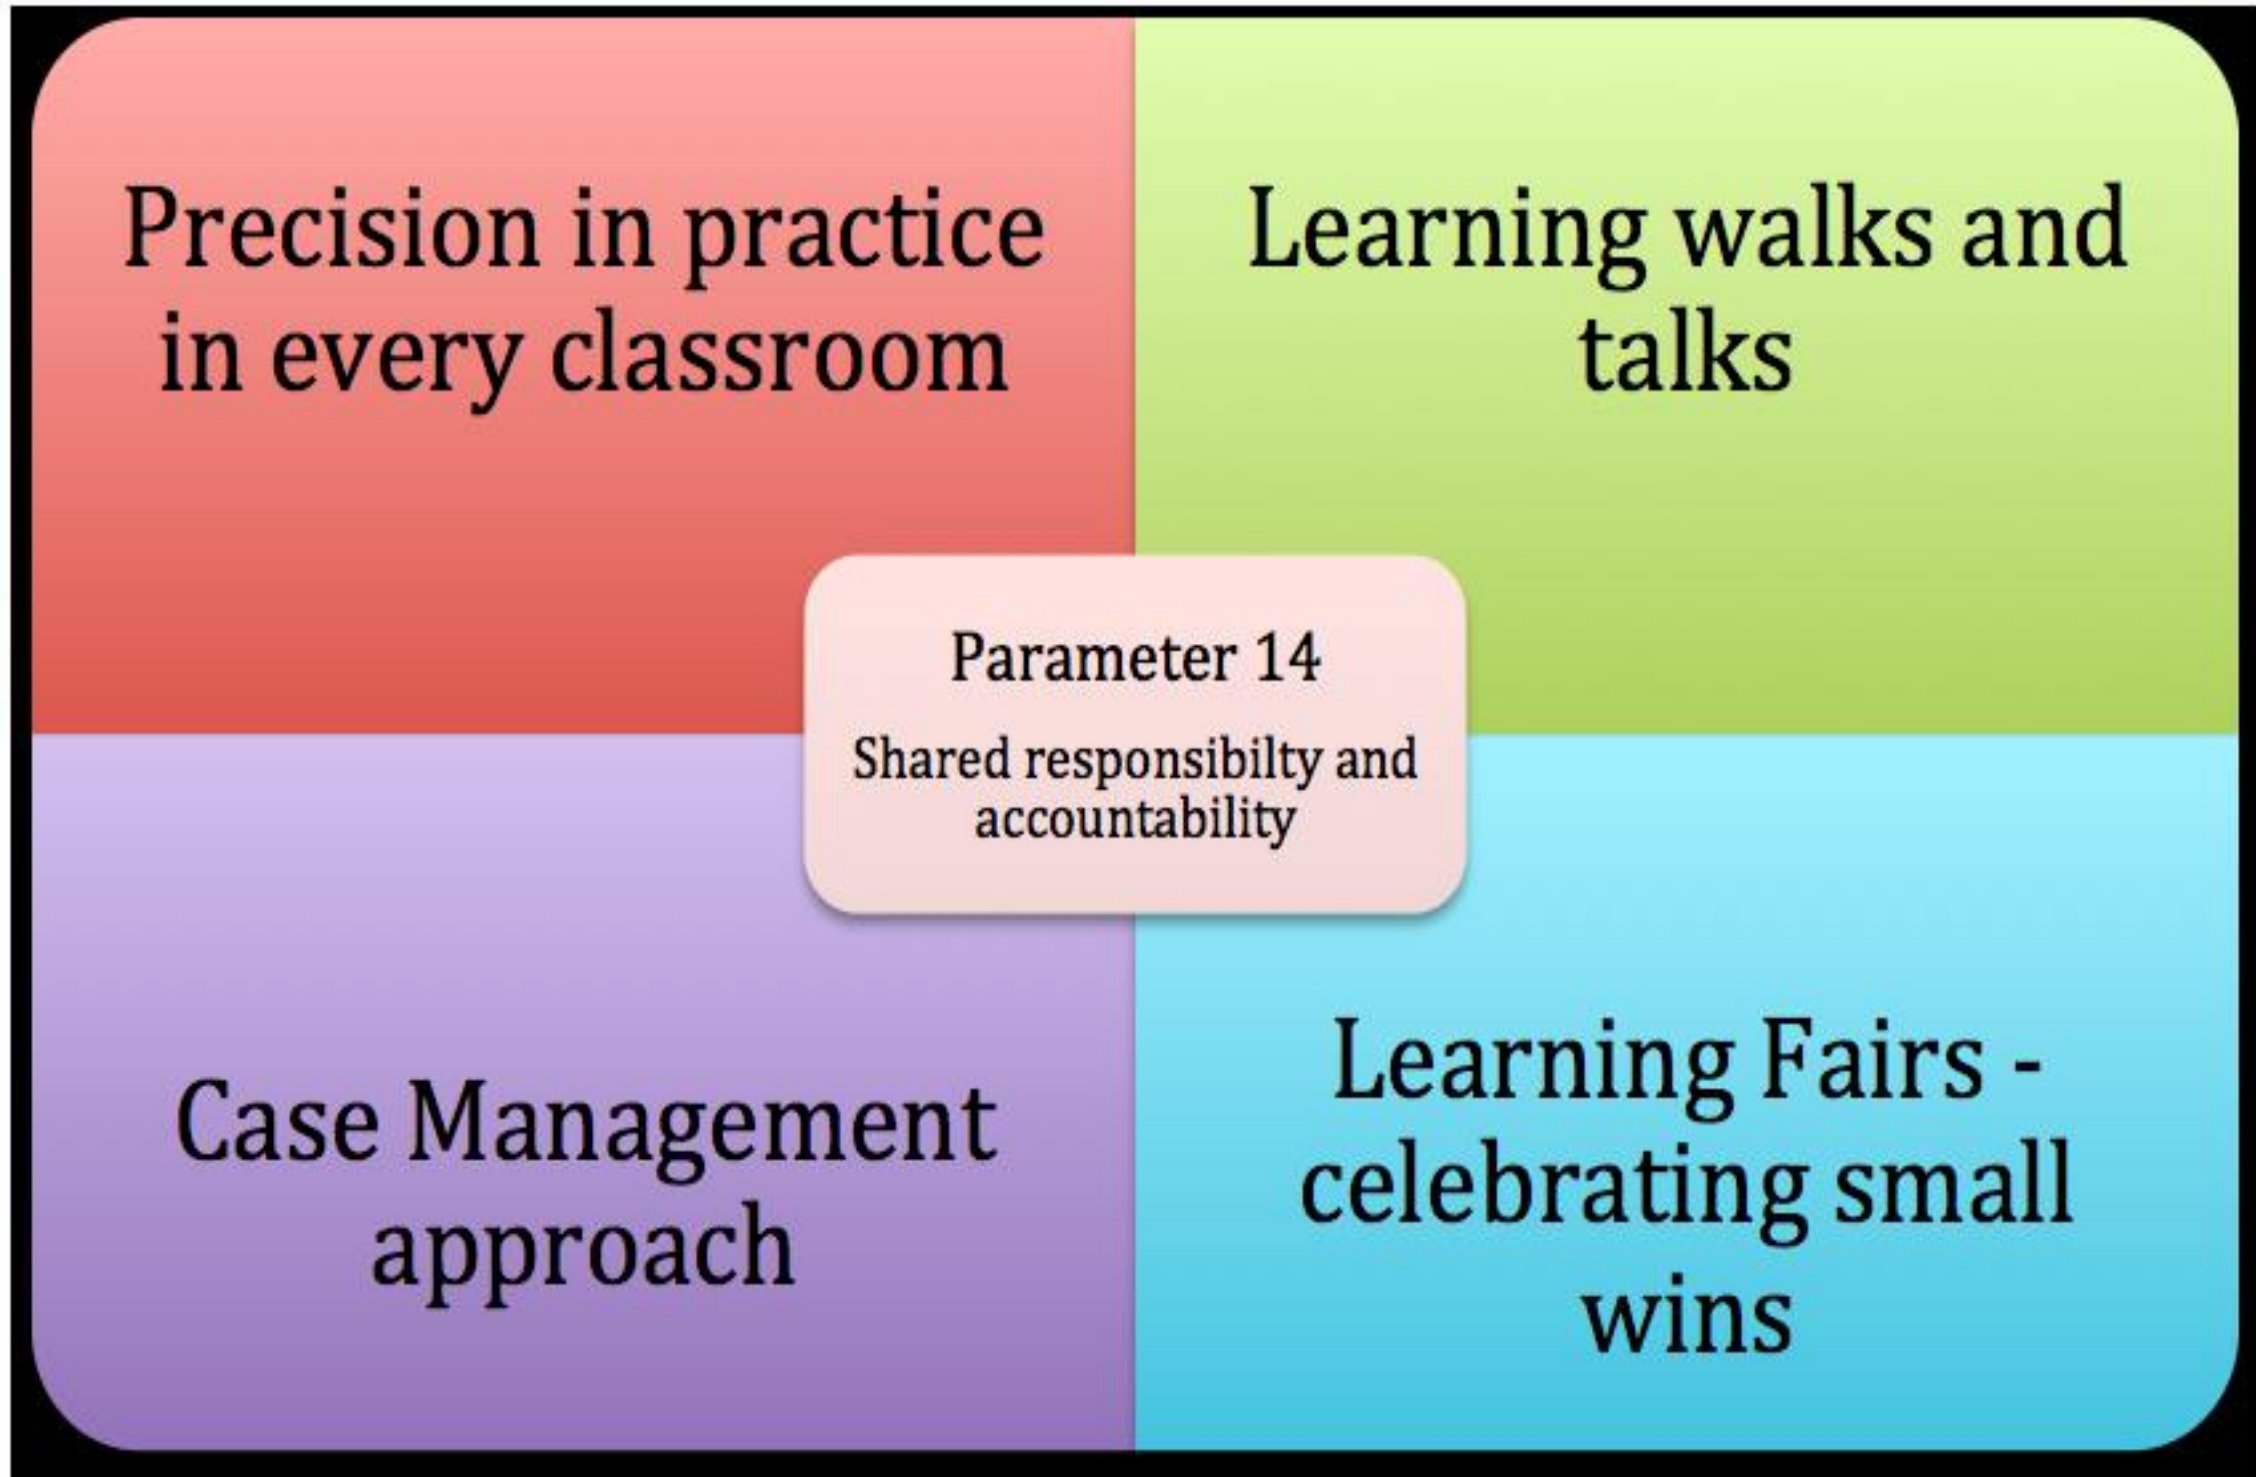 Precision in practice
in every classroom
Learning walks and
talks
Parameter 14
Shared responsibilty and
accountability
Case Management
approach
Learning Fairs -
celebrating small
wins